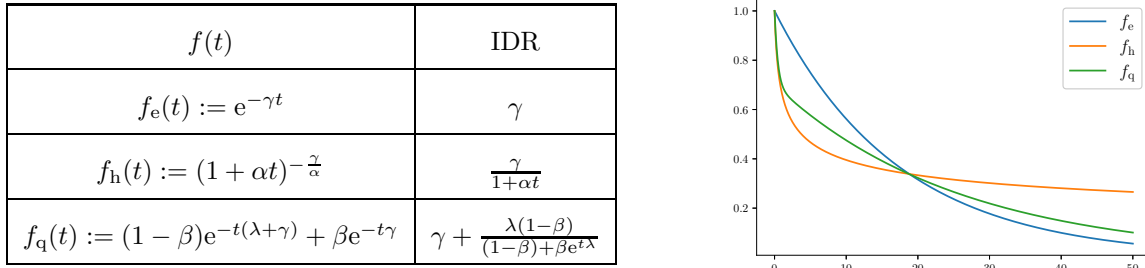 f(t) IDR
f_e(t) := e^{−γt} γ
f_h(t) := (1 + αt)^{−γ/α} γ/(1+αt)
f_q(t) := (1 − β)e^{−t(λ+γ)} + βe^{−tγ} γ + λ(1−β)/((1−β)+βe^{tλ})
1.0
0.8
0.6
0.4
0.2
0 10 20 30 40 50
f_e
f_h
f_q